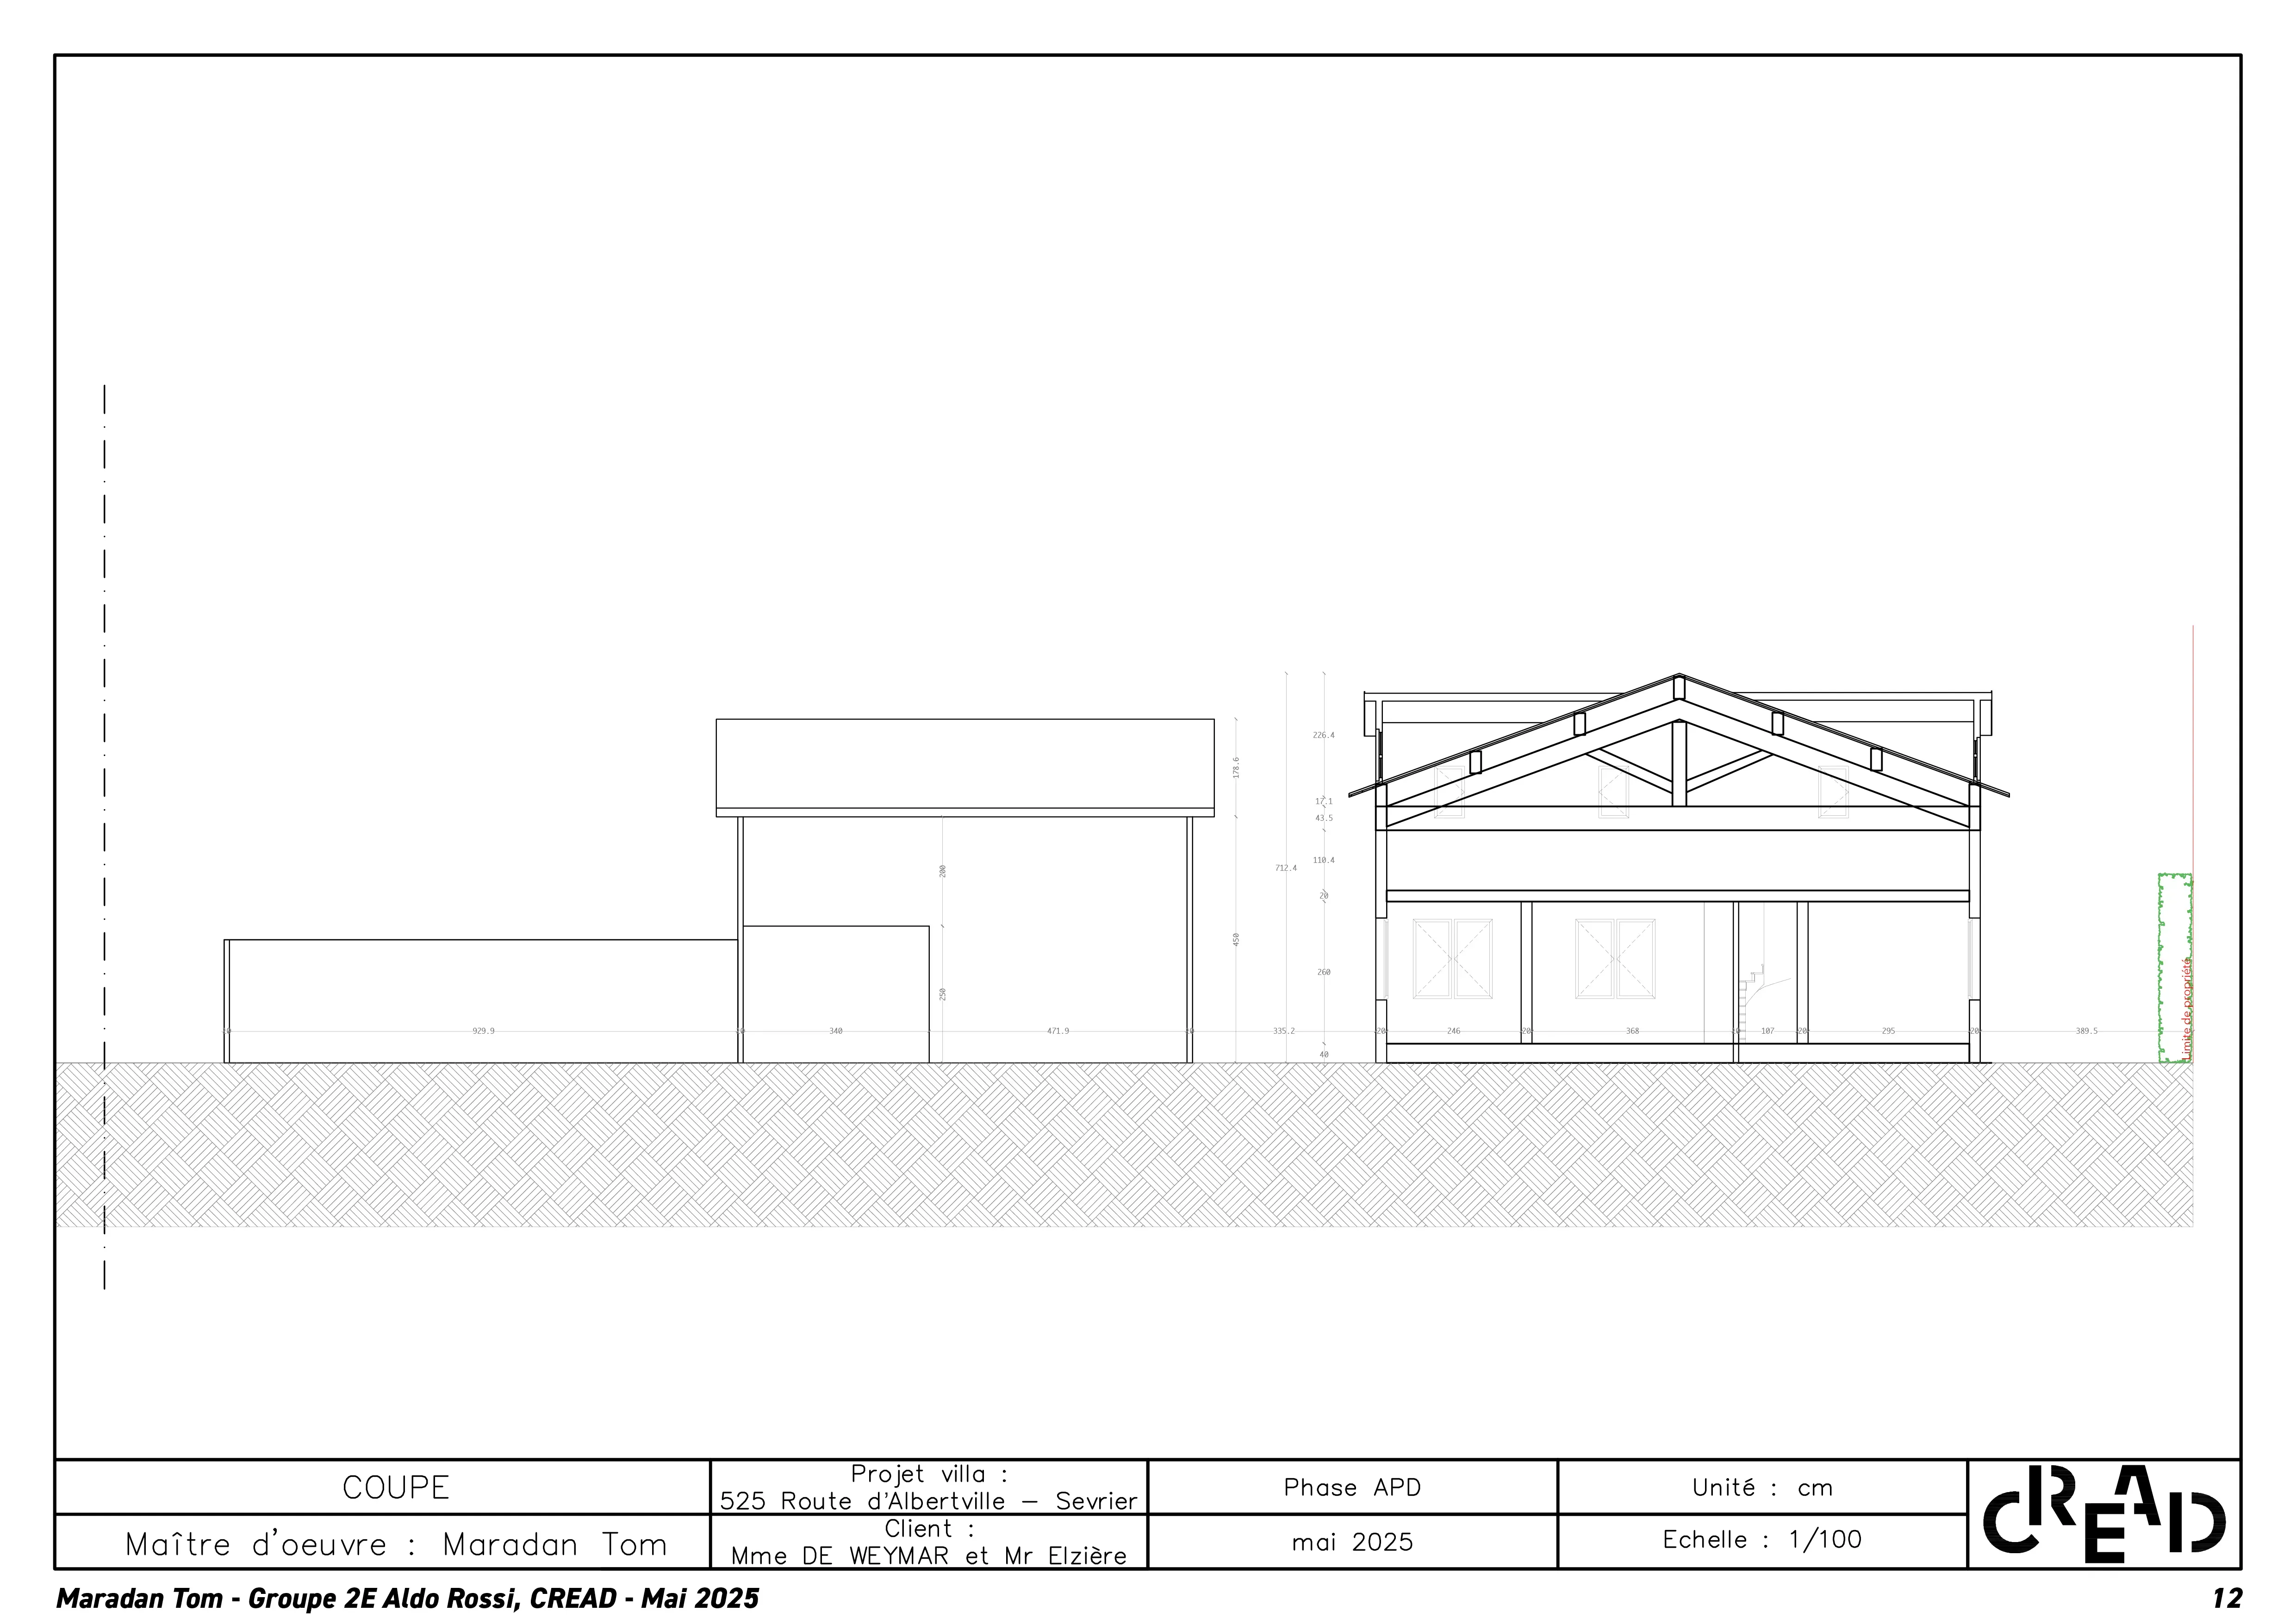 226.4
178.6
17.1
43.5
110.4
712.4
200
20
450
260
250
929.9
340
471.9
335.2
20
246
20
368
107
20
295
20
389.5
40
Limite de propriété
COUPE
Projet villa :
525 Route d'Albertville – Sevrier
Phase APD
Unité : cm
Maître d'oeuvre : Maradan Tom
Client :
Mme DE WEYMAR et Mr Elzière
mai 2025
Echelle : 1/100
CREAD
Maradan Tom - Groupe 2E Aldo Rossi, CREAD - Mai 2025
12